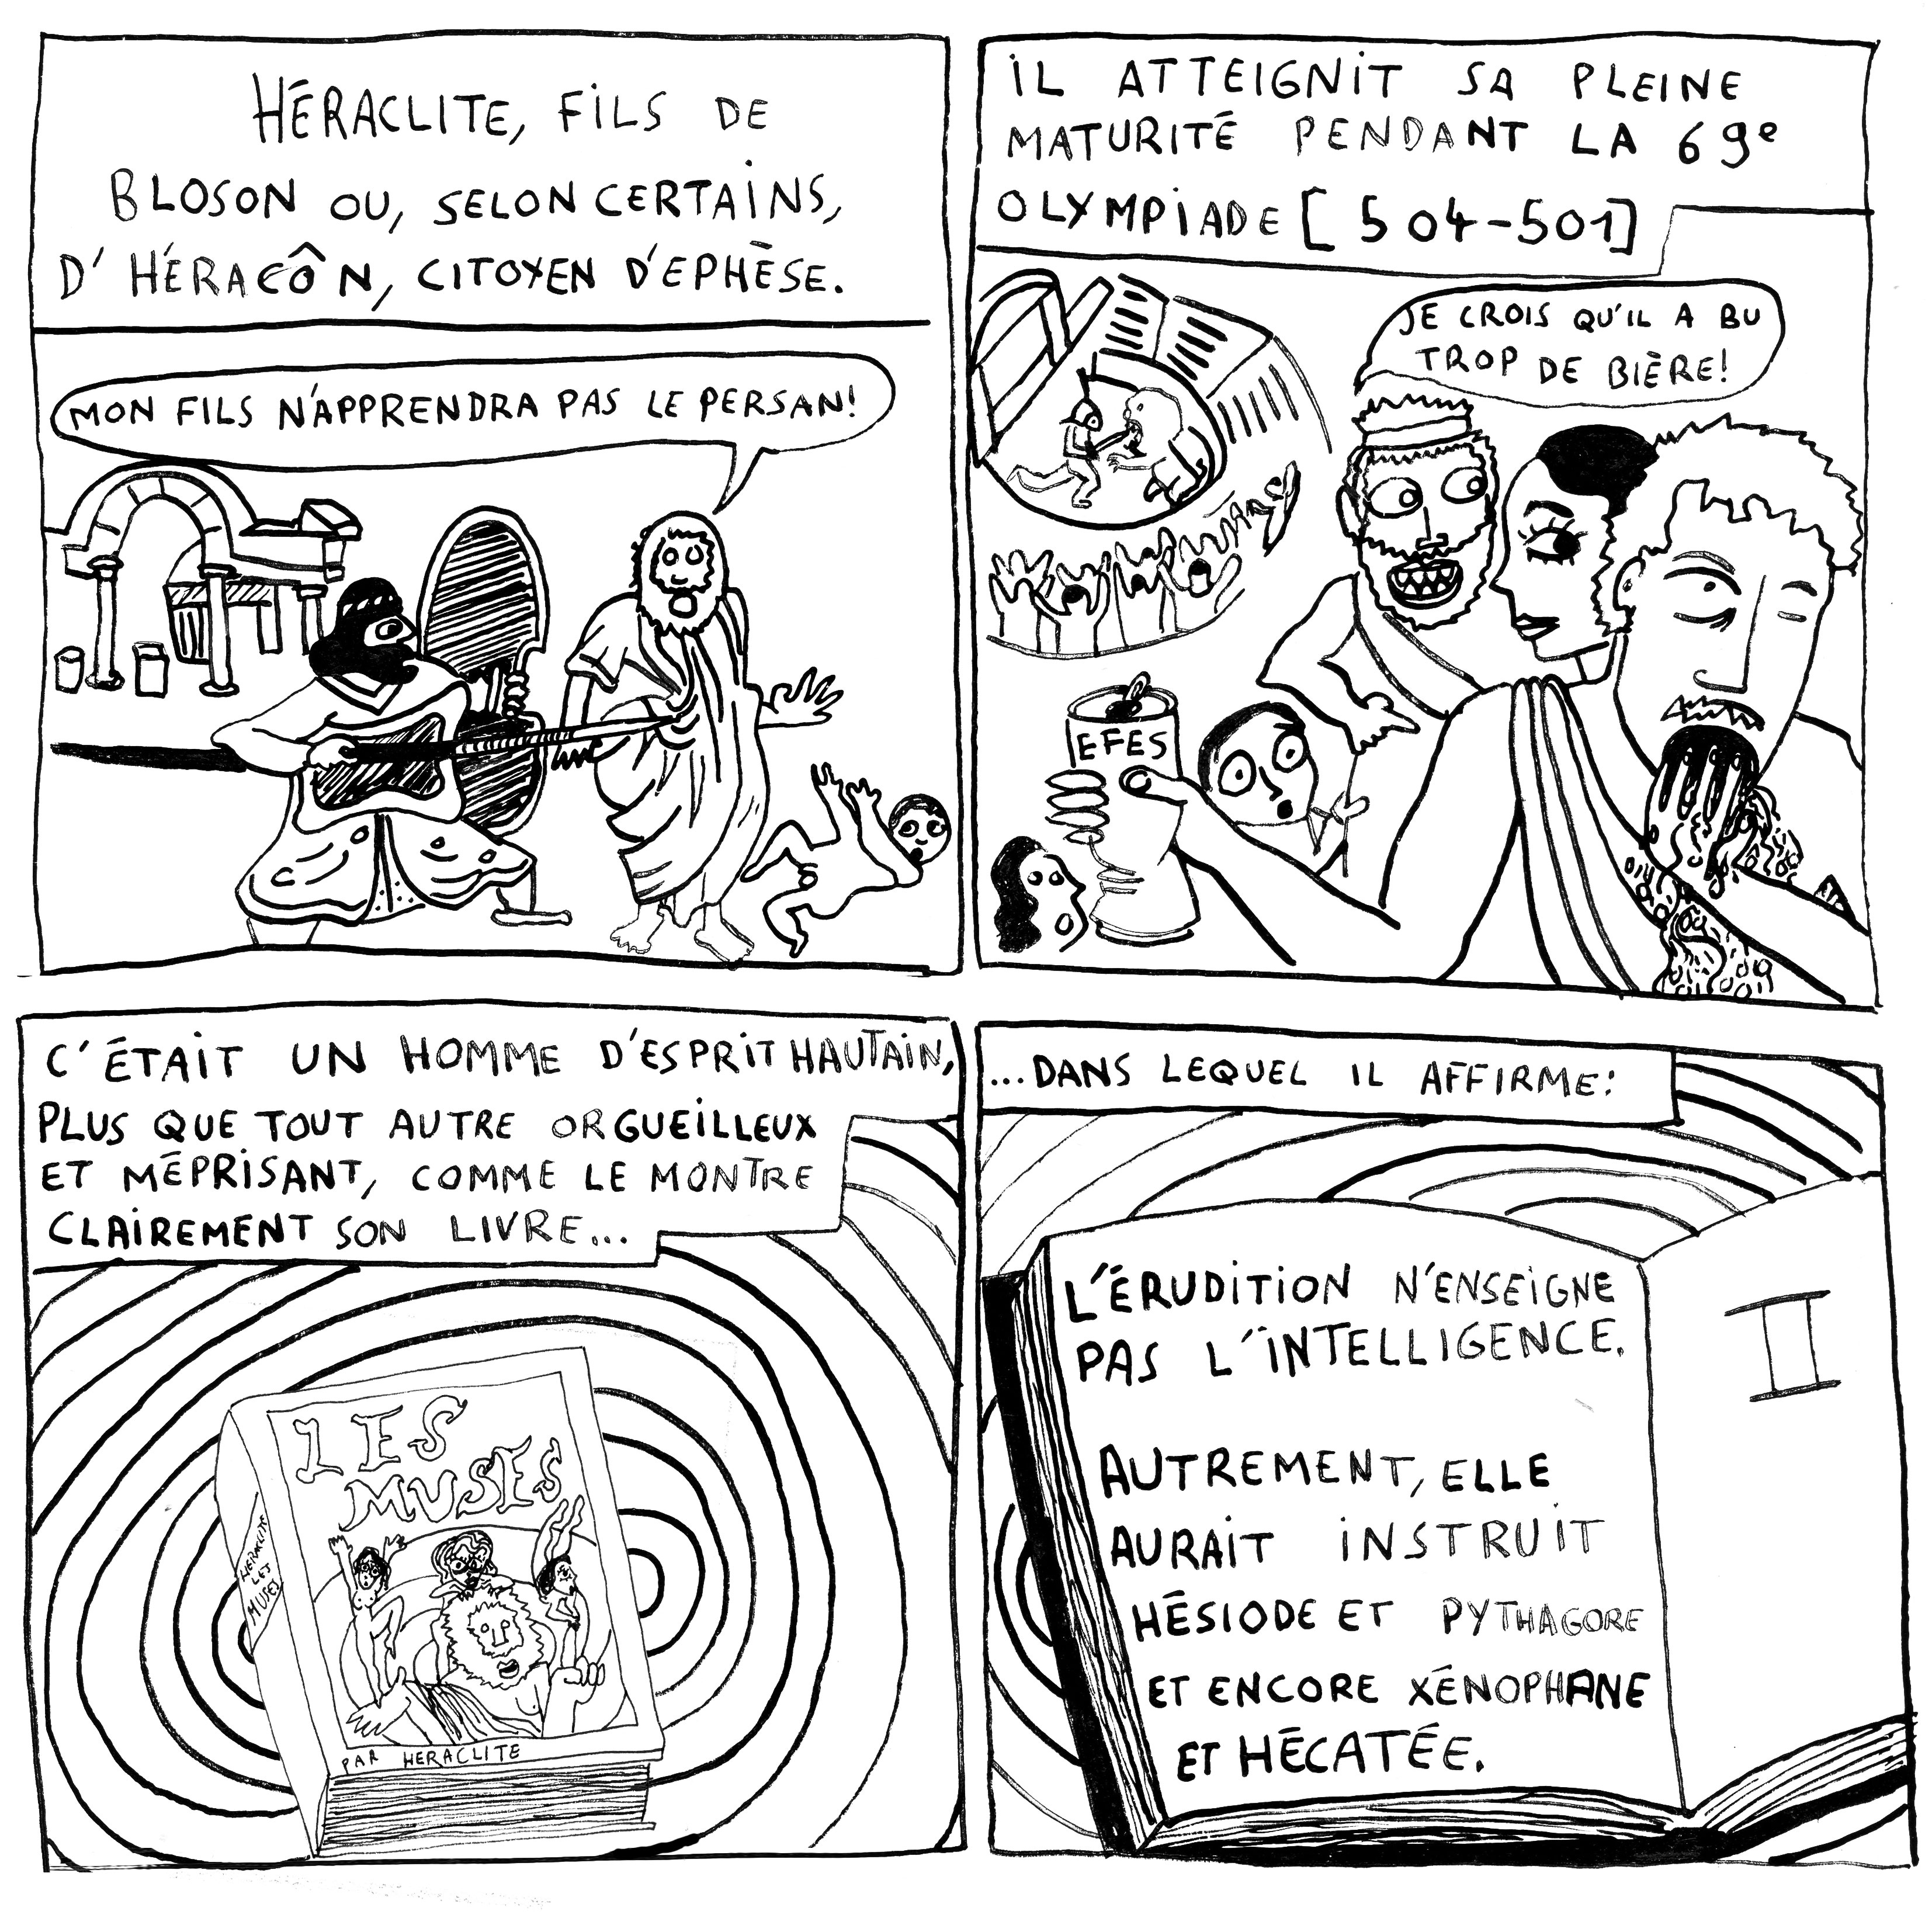 HÉRACLITE, FILS DE
BLOSON OU, SELON CERTAINS,
D'HÉRACÔN, CITOYEN D'EPHÈSE.
MON FILS N'APPRENDRA PAS LE PERSAN!
IL ATTEIGNIT SA PLEINE
MATURITÉ PENDANT LA 69e
OLYMPIADE [504-501]
JE CROIS QU'IL A BU
TROP DE BIÈRE!
EFES
C'ÉTAIT UN HOMME D'ESPRIT HAUTAIN,
PLUS QUE TOUT AUTRE ORGUEILLEUX
ET MÉPRISANT, COMME LE MONTRE
CLAIREMENT SON LIVRE...
LES
MUSES
HERACLITE
LES
MUSES
PAR HERACLITE
...DANS LEQUEL IL AFFIRME:
L'ÉRUDITION N'ENSEIGNE
PAS L'INTELLIGENCE.
AUTREMENT, ELLE
AURAIT INSTRUIT
HÉSIODE ET PYTHAGORE
ET ENCORE XÉNOPHANE
ET HÉCATÉE.
II